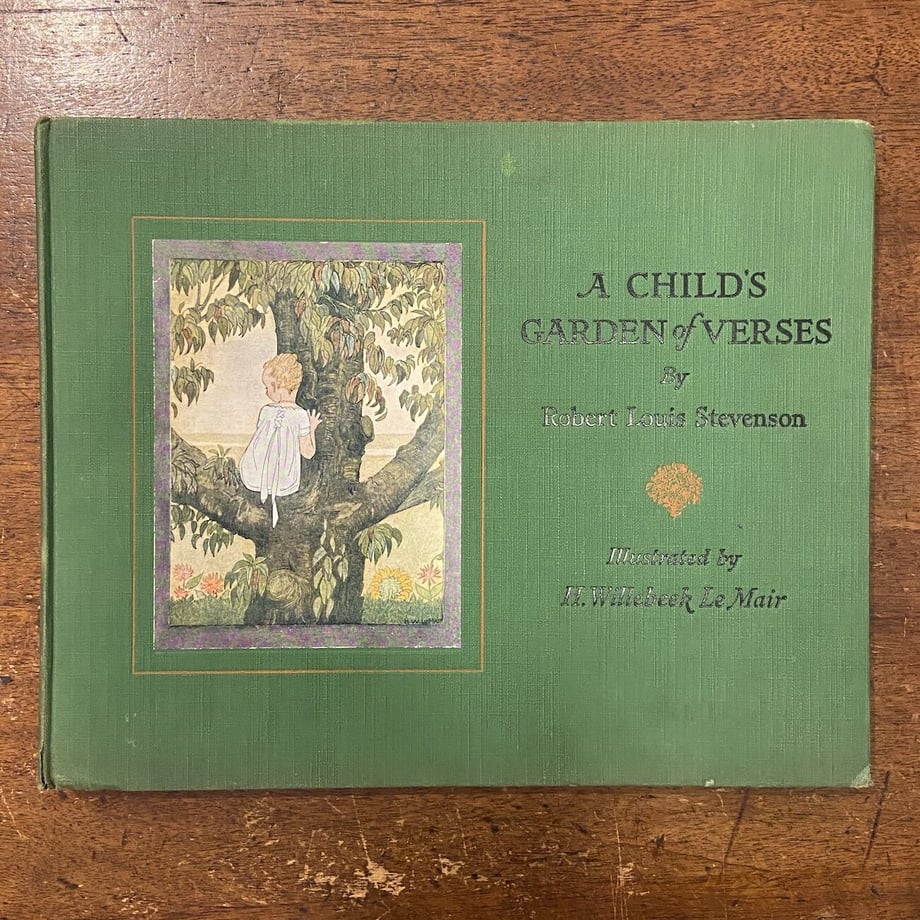 A CHILD'S
GARDEN of VERSES
By
Robert Louis Stevenson
Illustrated by
H. Willebeek Le Mair